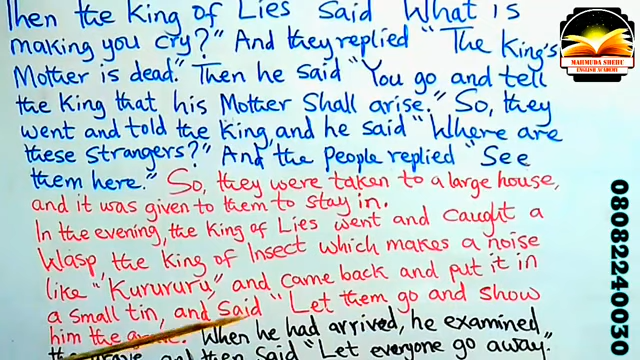 Then the King of Lies said "What is
making you cry?" And they replied "The King's
Mother is dead." Then he said "You go and tell
the King that his Mother Shall arise." So, they
went and told the King, and he said "Where are
these strangers?" And the People replied "See
them here." So, they were taken to a large house,
and it was given to them to stay in.
In the evening, the King of Lies went and Caught a
Wasp, the King of Insect which makes a noise
like "Kurururu", and came back and put it in
a small tin, and said "Let them go and show
him the When he had arrived, he examined
and then said "Let everyone go away."
MAHMUDA SHEHU
ENGLISH ACADEMY
08082240030